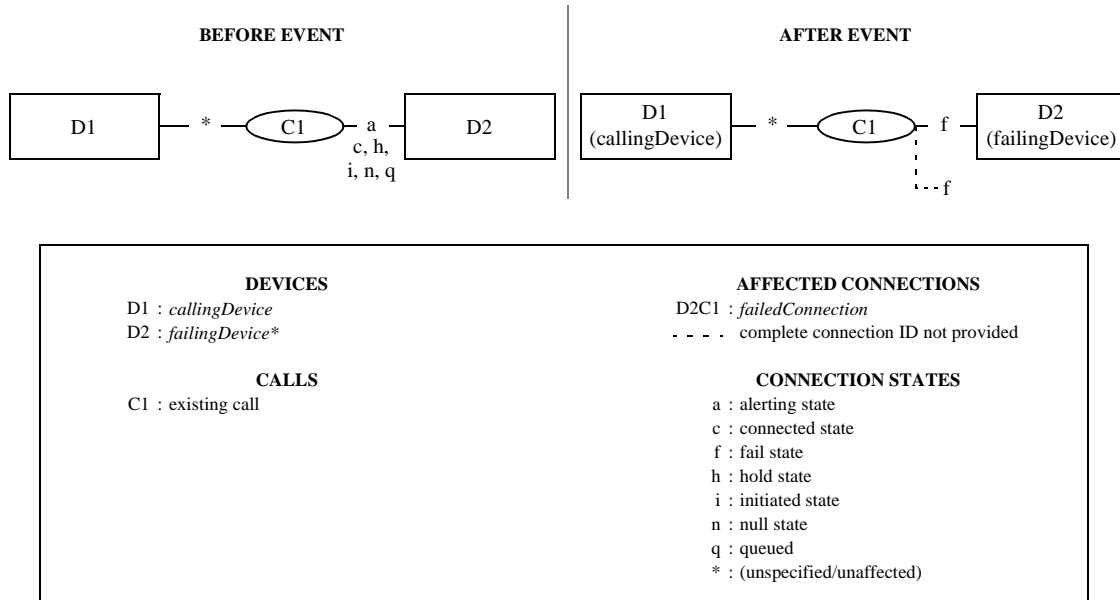 BEFORE EVENT
AFTER EVENT
D1
*
C1
a
c, h,
i, n, q
D2
D1
(callingDevice)
*
C1
f
f
D2
(failingDevice)
DEVICES
D1 : callingDevice
D2 : failingDevice*
CALLS
C1 : existing call
AFFECTED CONNECTIONS
D2C1 : failedConnection
- - - - complete connection ID not provided
CONNECTION STATES
a : alerting state
c : connected state
f : fail state
h : hold state
i : initiated state
n : null state
q : queued
* : (unspecified/unaffected)